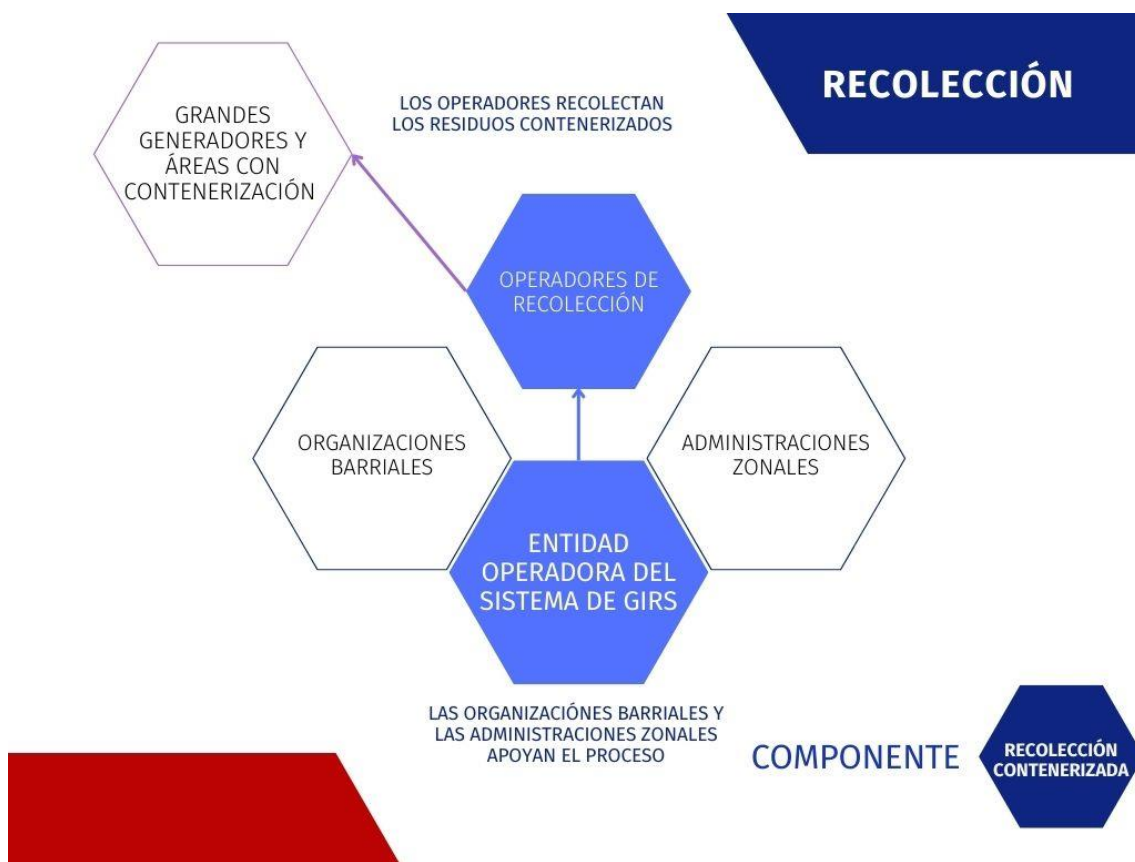 RECOLECCIÓN
GRANDES
GENERADORES Y
ÁREAS CON
CONTENERIZACIÓN
LOS OPERADORES RECOLECTAN
LOS RESIDUOS CONTENERIZADOS
OPERADORES DE
RECOLECCIÓN
ORGANIZACIONES
BARRIALES
ADMINISTRACIONES
ZONALES
ENTIDAD
OPERADORA DEL
SISTEMA DE GIRS
LAS ORGANIZACIÓNES BARRIALES Y
LAS ADMINISTRACIONES ZONALES
APOYAN EL PROCESO
COMPONENTE
RECOLECCIÓN
CONTENERIZADA